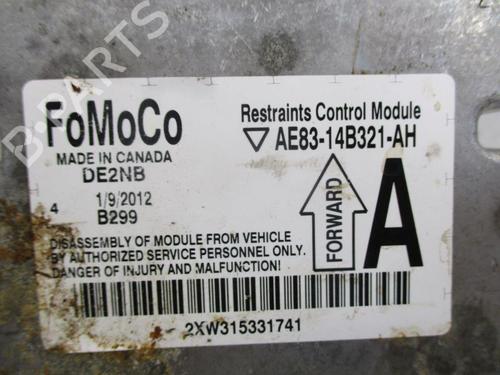 FoMoCo
Restraints Control Module
AE83-14B321-AH
MADE IN CANADA
DE2NB
4 1/9/2012
B299
FORWARD
A
DISASSEMBLY OF MODULE FROM VEHICLE
BY AUTHORIZED SERVICE PERSONNEL ONLY.
DANGER OF INJURY AND MALFUNCTION!
2XW315331741